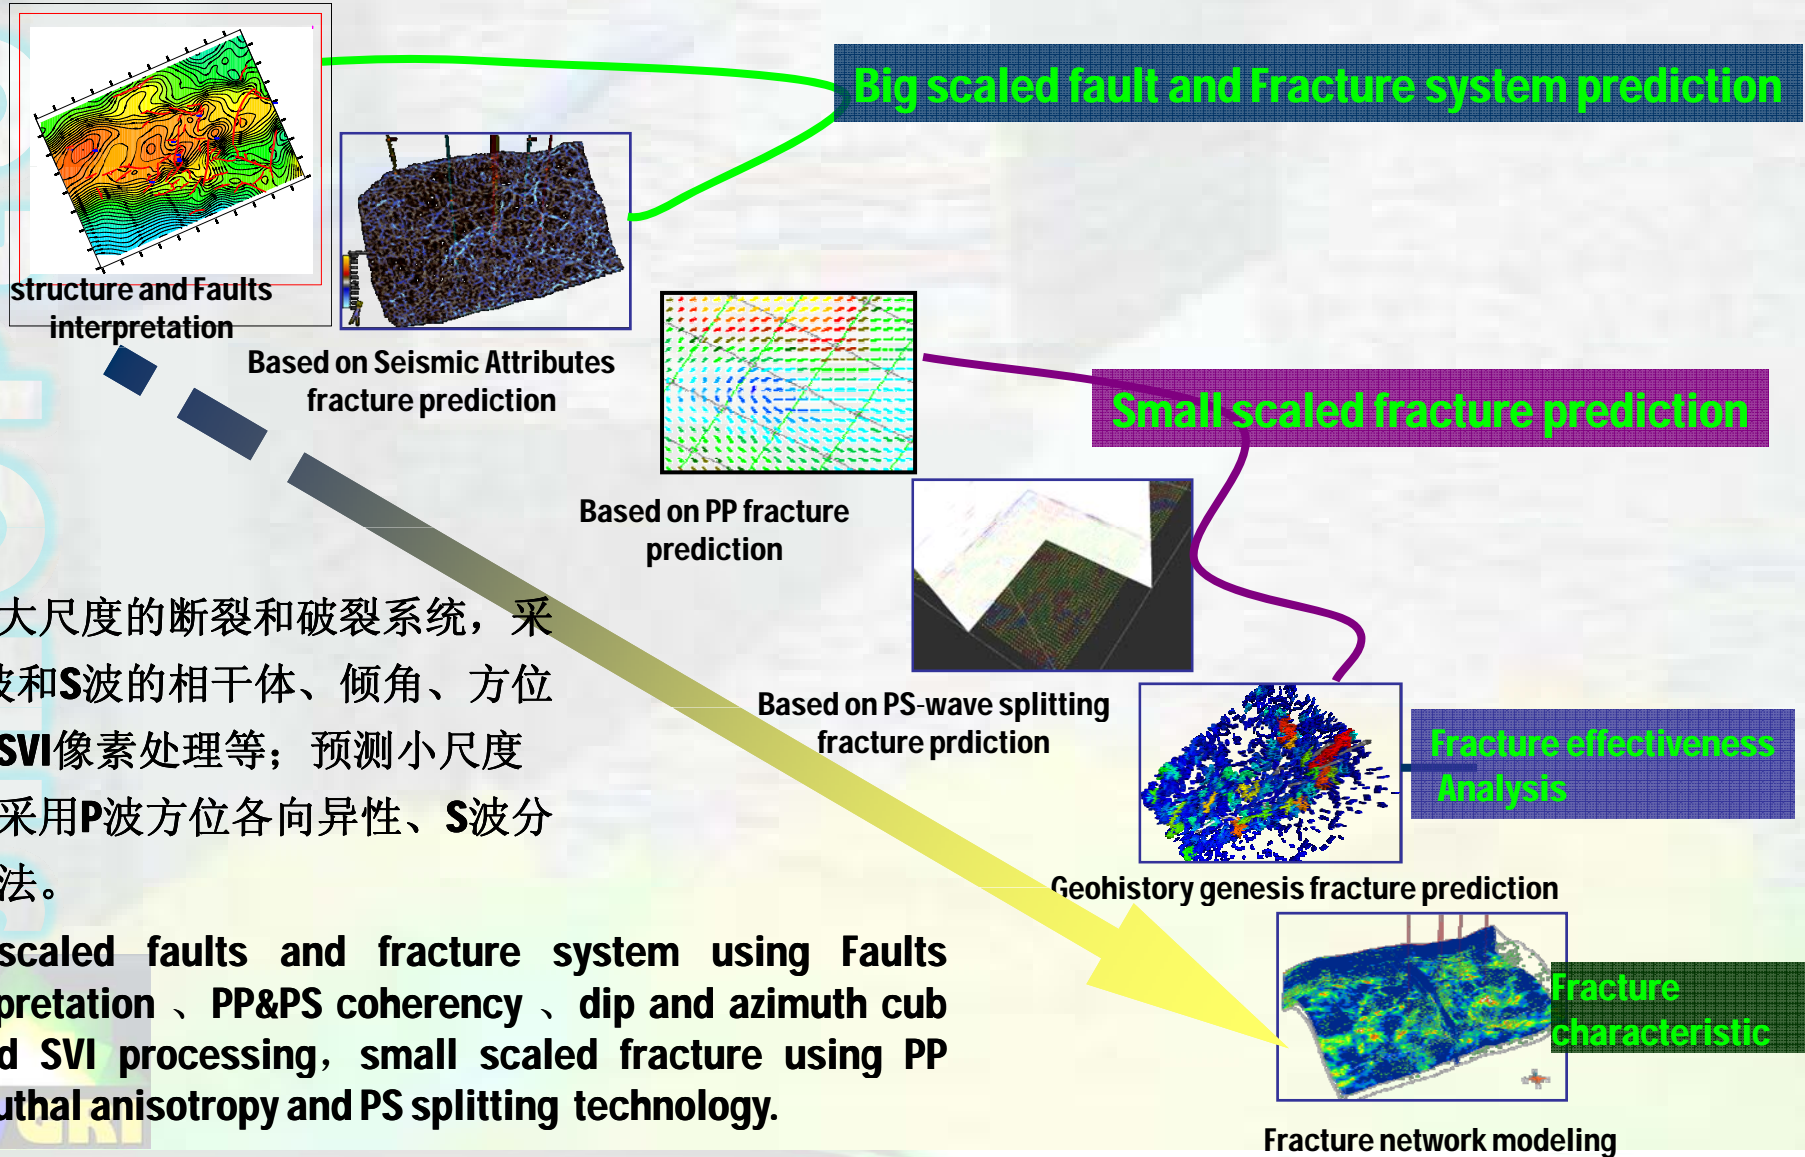 Big scaled fault and Fracture system prediction
structure and Faults
interpretation
Based on Seismic Attributes
fracture prediction
Small scaled fracture prediction
Based on PP fracture
prediction
Based on PS-wave splitting
fracture prdiction
Fracture effectiveness
Analysis
Geohistory genesis fracture prediction
Fracture
characteristic
Fracture network modeling
大尺度的断裂和破裂系统，采
波和S波的相干体、倾角、方位
SVI像素处理等；预测小尺度
采用P波方位各向异性、S波分
法。
scaled faults and fracture system using Faults
pretation 、PP&PS coherency 、dip and azimuth cub
d SVI processing，small scaled fracture using PP
uthal anisotropy and PS splitting technology.